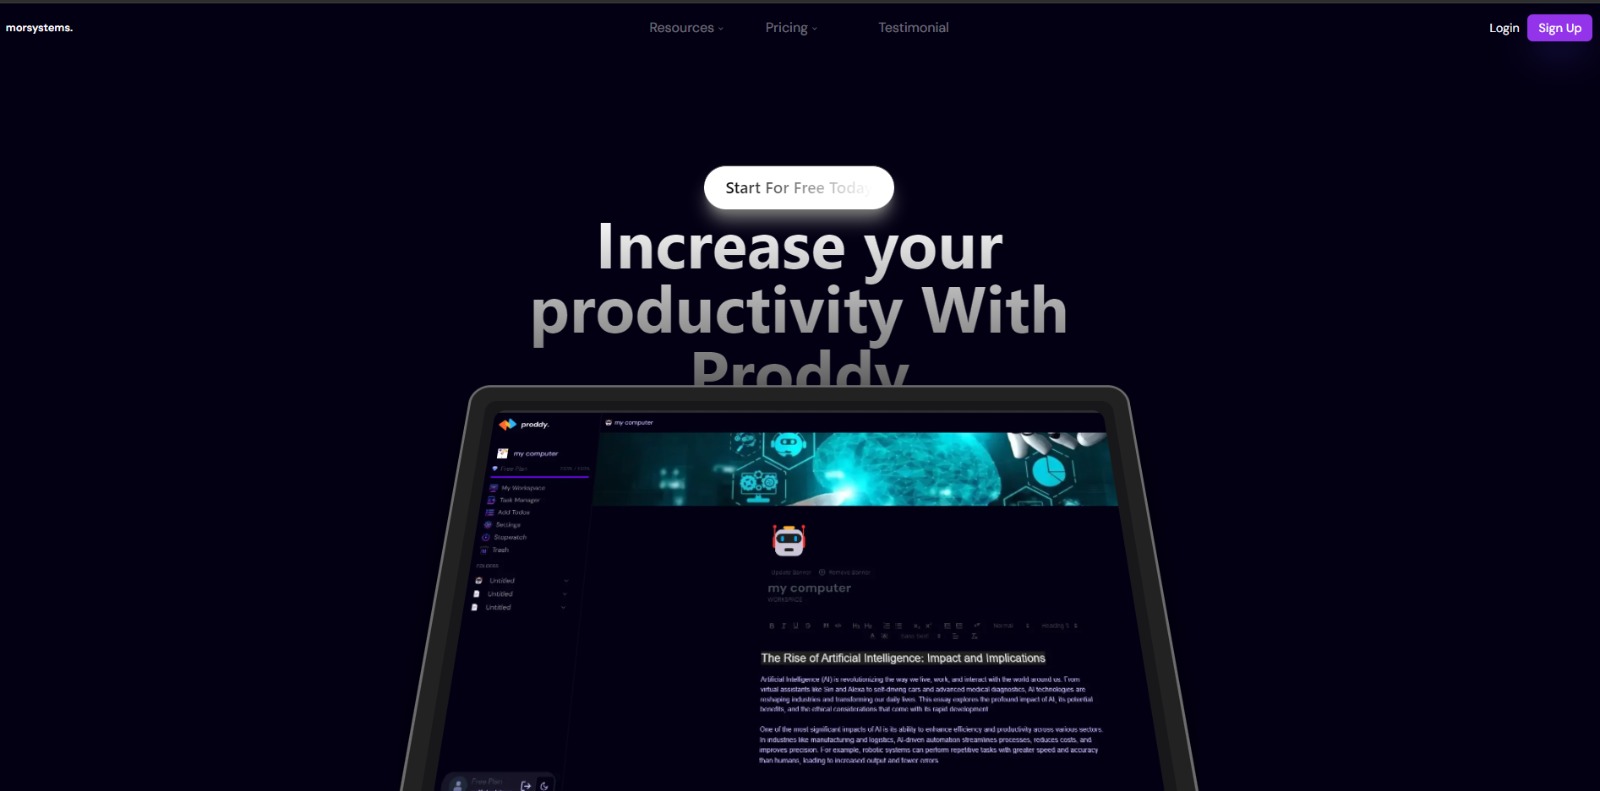 morsystems.
Resources
Pricing
Testimonial
Login
Sign Up
Start For Free Today
Increase your
productivity With
Proddy
proddy.
my computer
my computer
Free Plan
My Workspace
Task Manager
Add Todos
Settings
Stopwatch
Trash
FOLDERS
Untitled
Untitled
Untitled
Free Plan
Update Banner
Remove Banner
my computer
WORKSPACE
Normal
Heading 1
The Rise of Artificial Intelligence: Impact and Implications
Artificial Intelligence (AI) is revolutionizing the way we live, work, and interact with the world around us. From
virtual assistants like Siri and Alexa to self-driving cars and advanced medical diagnostics, AI technologies are
reshaping industries and transforming our daily lives. This essay explores the profound impact of AI, its potential
benefits, and the ethical considerations that come with its rapid development
One of the most significant impacts of AI is its ability to enhance efficiency and productivity across various sectors.
In industries like manufacturing and logistics, AI-driven automation streamlines processes, reduces costs, and
improves precision. For example, robotic systems can perform repetitive tasks with greater speed and accuracy
than humans, leading to increased output and fewer errors.